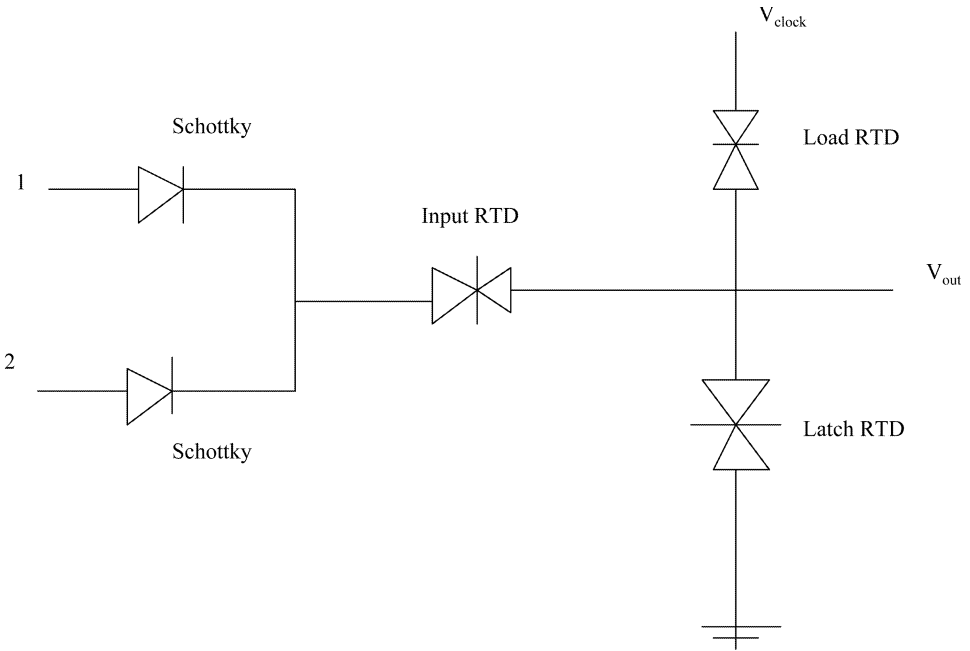 Vclock
Schottky
Load RTD
1
Input RTD
Vout
2
Latch RTD
Schottky